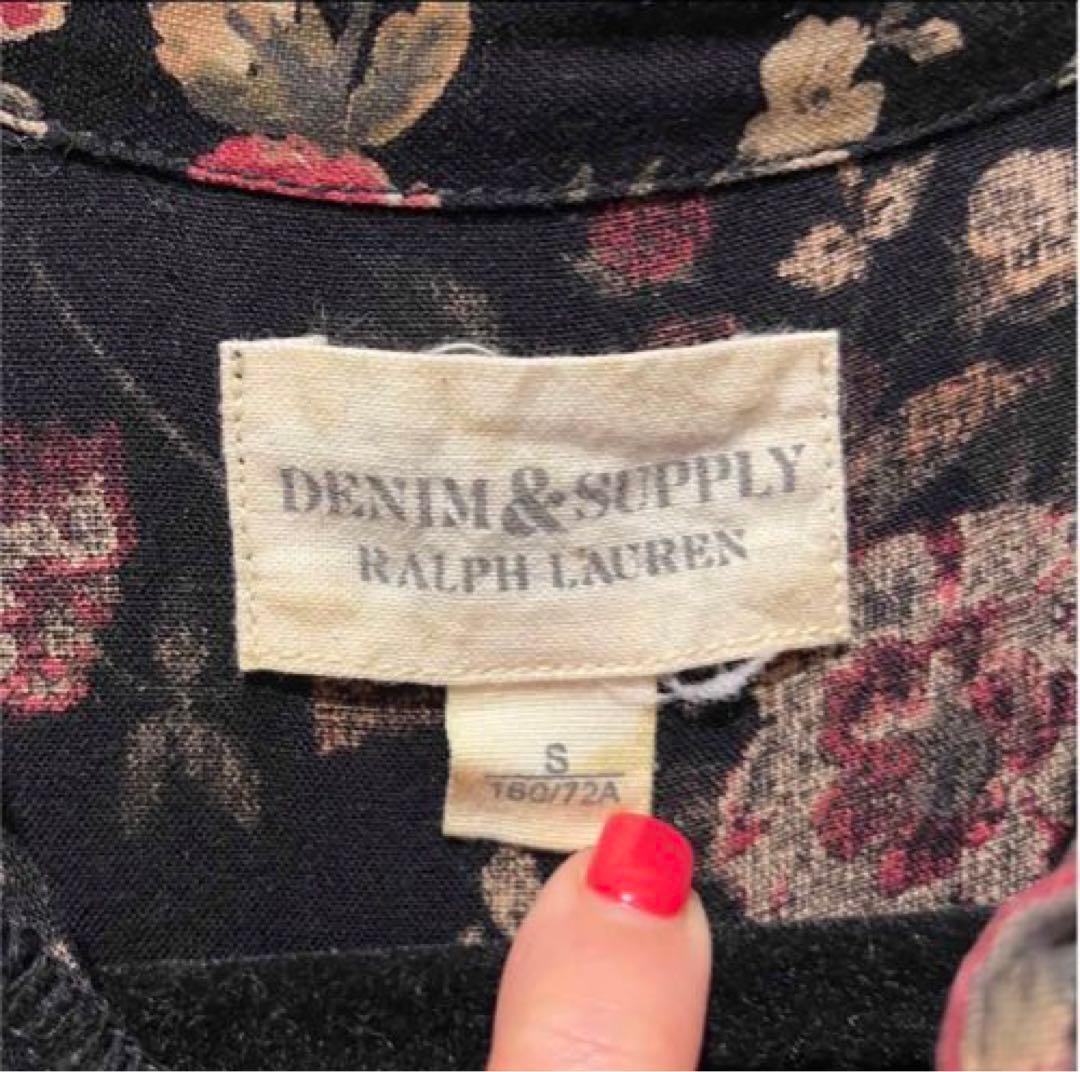 DENIM & SUPPLY
RALPH LAUREN
S
160/72A